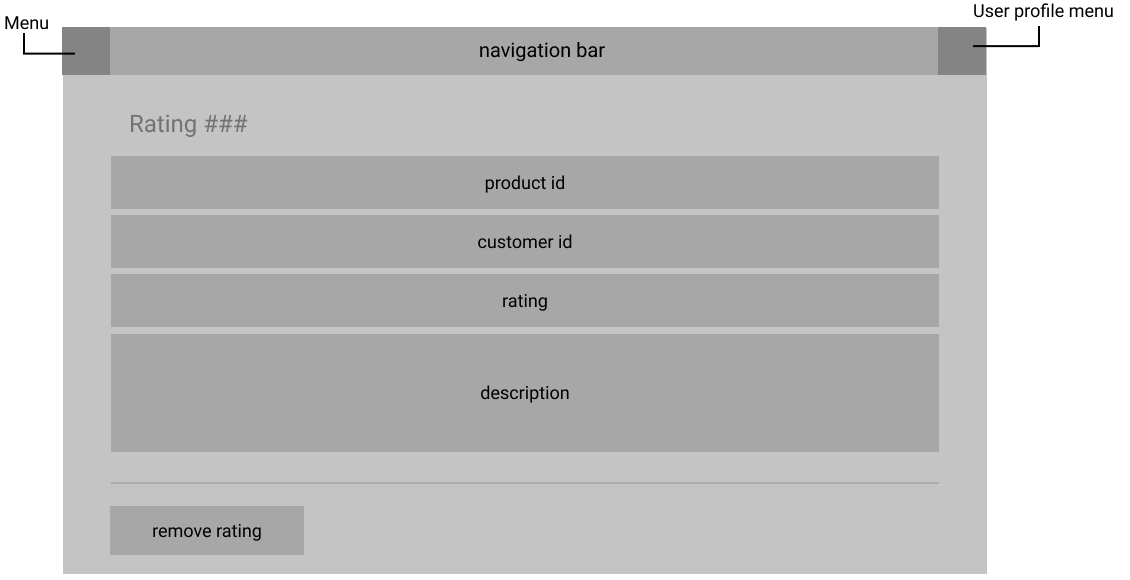 User profile menu
Menu
navigation bar
Rating ###
product id
customer id
rating
description
remove rating